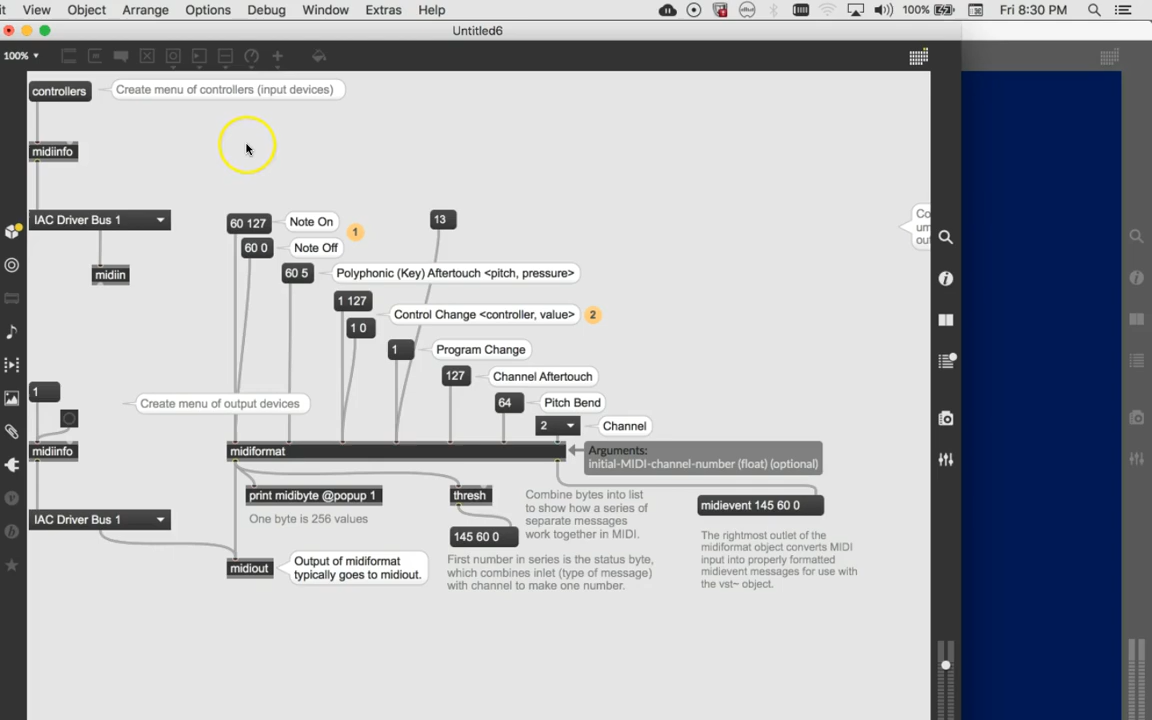 it View Object Arrange Options Debug Window Extras Help 100% Fri 8:30 PM
Untitled6
100%
controllers
Create menu of controllers (input devices)
midiinfo
IAC Driver Bus 1
midiin
60 127
Note On
1
60 0
Note Off
13
Co
um
out
60 5
Polyphonic (Key) Aftertouch <pitch, pressure>
1 127
Control Change <controller, value>
2
1 0
1
Program Change
127
Channel Aftertouch
64
Pitch Bend
2
Channel
1
Create menu of output devices
midiinfo
midiformat
Arguments:
initial-MIDI-channel-number (float) (optional)
print midibyte @popup 1
One byte is 256 values
thresh
Combine bytes into list
to show how a series of
separate messages
work together in MIDI.
midievent 145 60 0
IAC Driver Bus 1
145 60 0
The rightmost outlet of the
midiformat object converts MIDI
input into properly formatted
midievent messages for use with
the vst~ object.
midiout
Output of midiformat
typically goes to midiout.
First number in series is the status byte,
which combines inlet (type of message)
with channel to make one number.